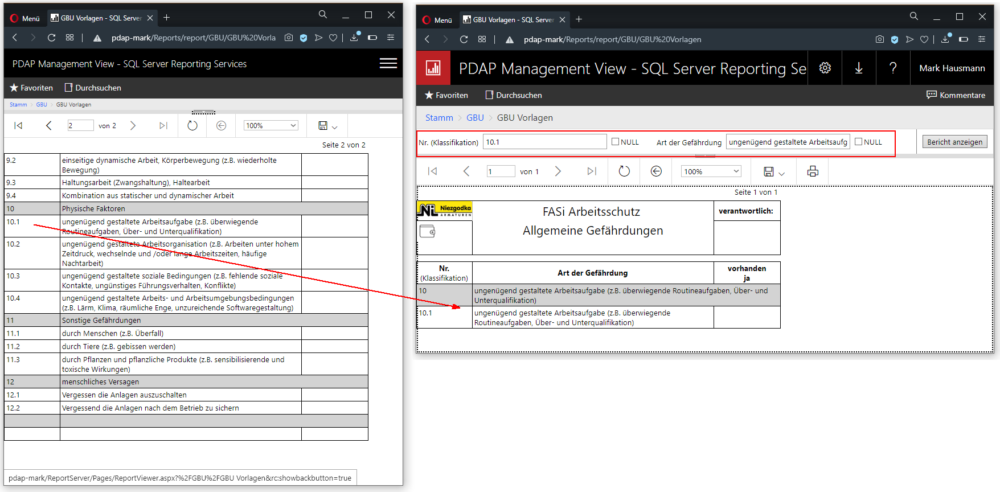 Menü
GBU Vorlagen - SQL Server
pdap-mark/Reports/report/GBU/GBU%20Vorla
PDAP Management View - SQL Server Reporting Services
Favoriten Durchsuchen
Stamm > GBU > GBU Vorlagen
2 von 2 100%
Seite 2 von 2
9.2 einseitige dynamische Arbeit, Körperbewegung (z.B. wiederholte
Bewegung)
9.3 Haltungsarbeit (Zwangshaltung), Haltearbeit
9.4 Kombination aus statischer und dynamischer Arbeit
10 Physische Faktoren
10.1 ungenügend gestaltete Arbeitsaufgabe (z.B. überwiegende
Routineaufgaben, Über- und Unterqualifikation)
10.2 ungenügend gestaltete Arbeitsorganisation (z.B. Arbeiten unter hohem
Zeitdruck, wechselnde und /oder lange Arbeitszeiten, häufige
Nachtarbeit)
10.3 ungenügend gestaltete soziale Bedingungen (z.B. fehlende soziale
Kontakte, ungünstiges Führungsverhalten, Konflikte)
10.4 ungenügend gestaltete Arbeits- und Arbeitsumgebungsbedingungen
(z.B. Lärm, Klima, räumliche Enge, unzureichende Softwaregestaltung)
11 Sonstige Gefährdungen
11.1 durch Menschen (z.B. Überfall)
11.2 durch Tiere (z.B. gebissen werden)
11.3 durch Pflanzen und pflanzliche Produkte (z.B. sensibilisierende und
toxische Wirkungen)
12 menschliches Versagen
12.1 Vergessen die Anlagen auszuschalten
12.2 Vergessend die Anlagen nach dem Betrieb zu sichern
pdap-mark/ReportServer/Pages/ReportViewer.aspx?%2FGBU%2FGBU Vorlagen&rc:showbackbutton=true
Menü
GBU Vorlagen - SQL Server
pdap-mark/Reports/report/GBU/GBU%20Vorlagen
PDAP Management View - SQL Server Reporting Se ? Mark Hausmann
Favoriten Durchsuchen Kommentare
Stamm > GBU > GBU Vorlagen
Nr. (Klassifikation) 10.1 NULL Art der Gefährdung ungenügend gestaltete Arbeitsaufg NULL Bericht anzeigen
1 von 1 100%
Seite 1 von 1
Niezgodka
ARMATUREN
FASi Arbeitsschutz
Allgemeine Gefährdungen
verantwortlich:
Nr.
(Klassifikation)
Art der Gefährdung
vorhanden
ja
10 ungenügend gestaltete Arbeitsaufgabe (z.B. überwiegende Routineaufgaben, Über- und
Unterqualifikation)
10.1 ungenügend gestaltete Arbeitsaufgabe (z.B. überwiegende
Routineaufgaben, Über- und Unterqualifikation)